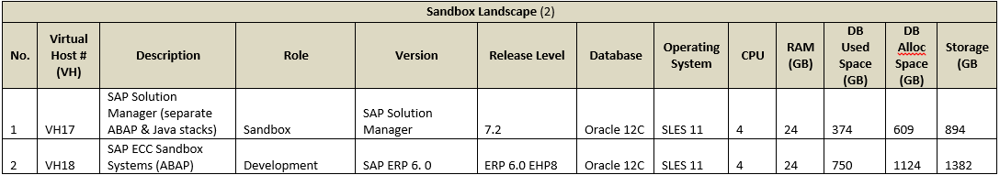 Sandbox Landscape (2)
No. Virtual Host # (VH) Description Role Version Release Level Database Operating System CPU RAM (GB) DB Used Space (GB) DB Alloc Space (GB) Storage (GB
1 VH17 SAP Solution Manager (separate ABAP & Java stacks) Sandbox SAP Solution Manager 7.2 Oracle 12C SLES 11 4 24 374 609 894
2 VH18 SAP ECC Sandbox Systems (ABAP) Development SAP ERP 6. 0 ERP 6.0 EHP8 Oracle 12C SLES 11 4 24 750 1124 1382